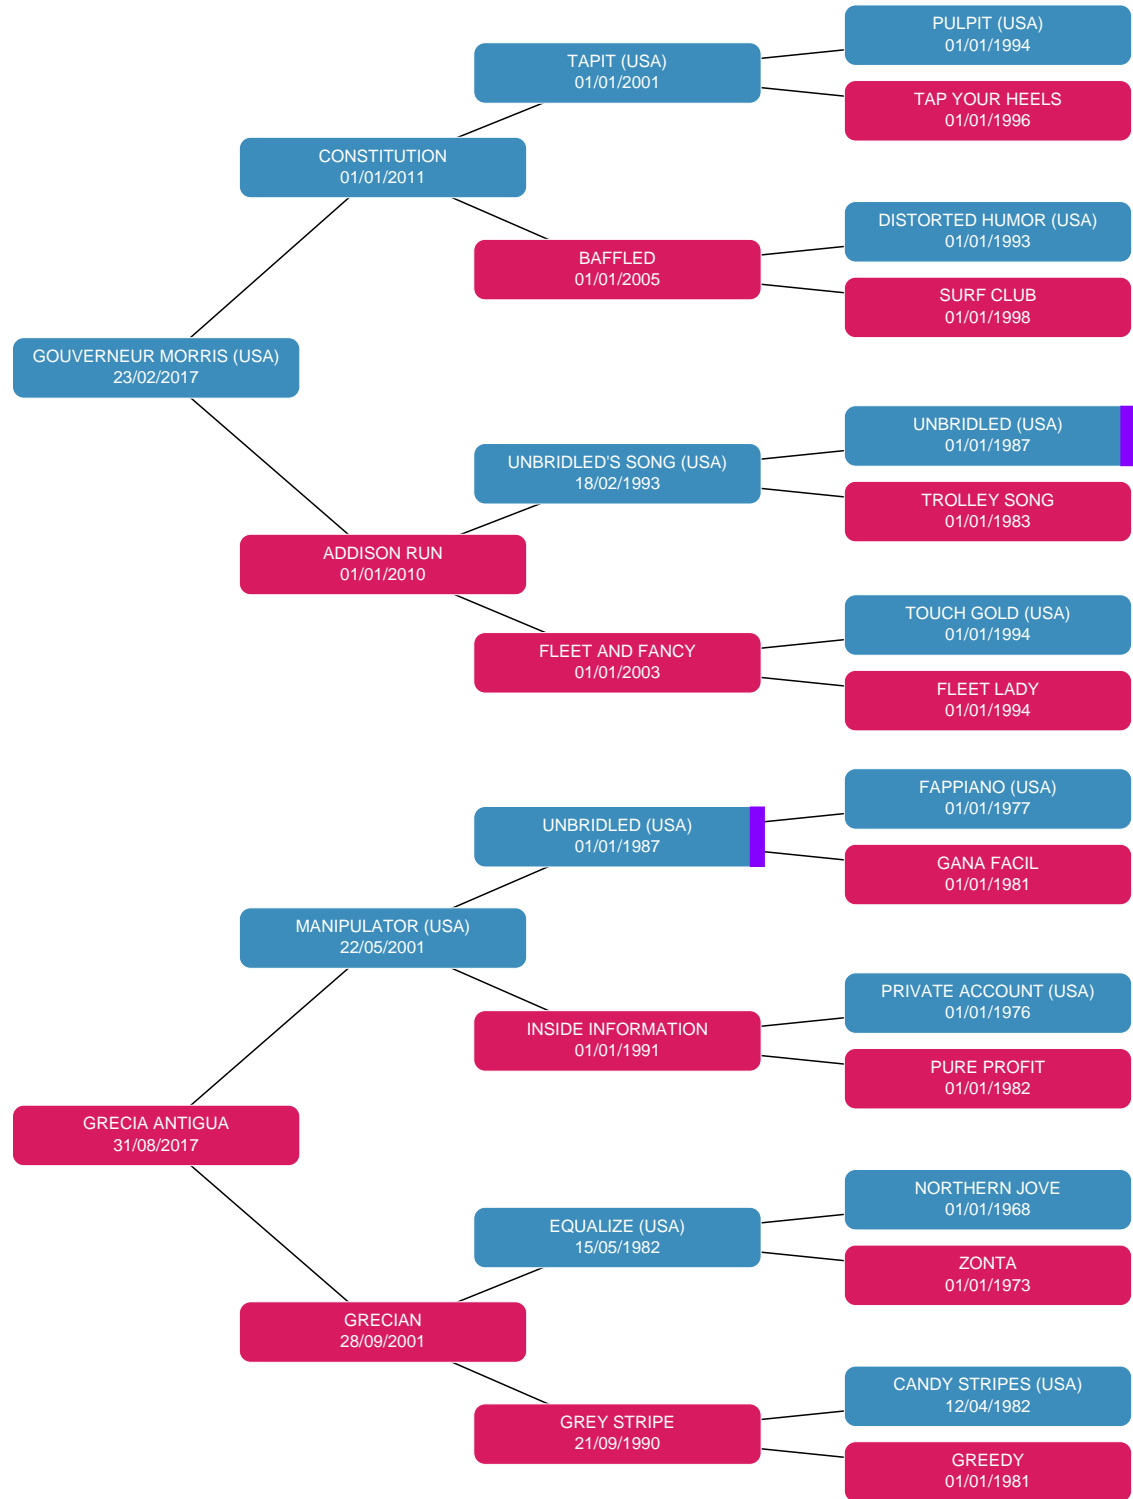 PULPIT (USA)
01/01/1994
TAPIT (USA)
01/01/2001
TAP YOUR HEELS
01/01/1996
CONSTITUTION
01/01/2011
DISTORTED HUMOR (USA)
01/01/1993
BAFFLED
01/01/2005
SURF CLUB
01/01/1998
GOUVERNEUR MORRIS (USA)
23/02/2017
UNBRIDLED (USA)
01/01/1987
UNBRIDLED'S SONG (USA)
18/02/1993
TROLLEY SONG
01/01/1983
ADDISON RUN
01/01/2010
TOUCH GOLD (USA)
01/01/1994
FLEET AND FANCY
01/01/2003
FLEET LADY
01/01/1994
FAPPIANO (USA)
01/01/1977
UNBRIDLED (USA)
01/01/1987
GANA FACIL
01/01/1981
MANIPULATOR (USA)
22/05/2001
PRIVATE ACCOUNT (USA)
01/01/1976
INSIDE INFORMATION
01/01/1991
PURE PROFIT
01/01/1982
GRECIA ANTIGUA
31/08/2017
NORTHERN JOVE
01/01/1968
EQUALIZE (USA)
15/05/1982
ZONTA
01/01/1973
GRECIAN
28/09/2001
CANDY STRIPES (USA)
12/04/1982
GREY STRIPE
21/09/1990
GREEDY
01/01/1981